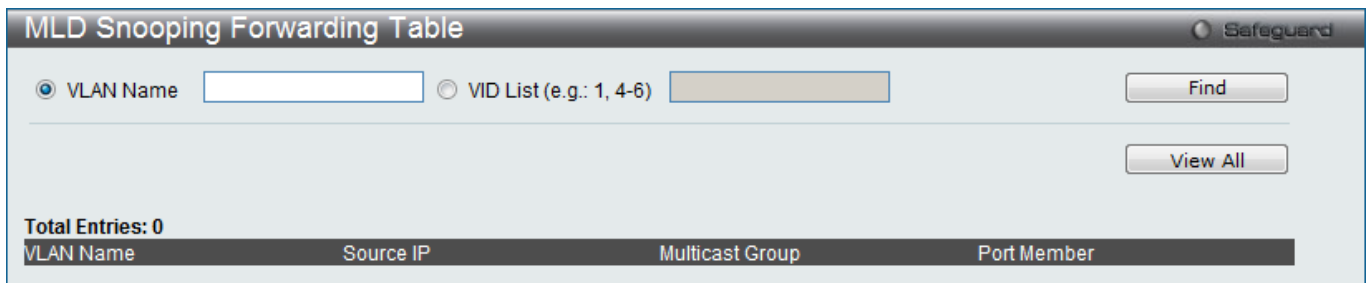 MLD Snooping Forwarding Table Safeguard
VLAN Name VID List (e.g.: 1, 4-6) Find
View All
Total Entries: 0
VLAN Name Source IP Multicast Group Port Member